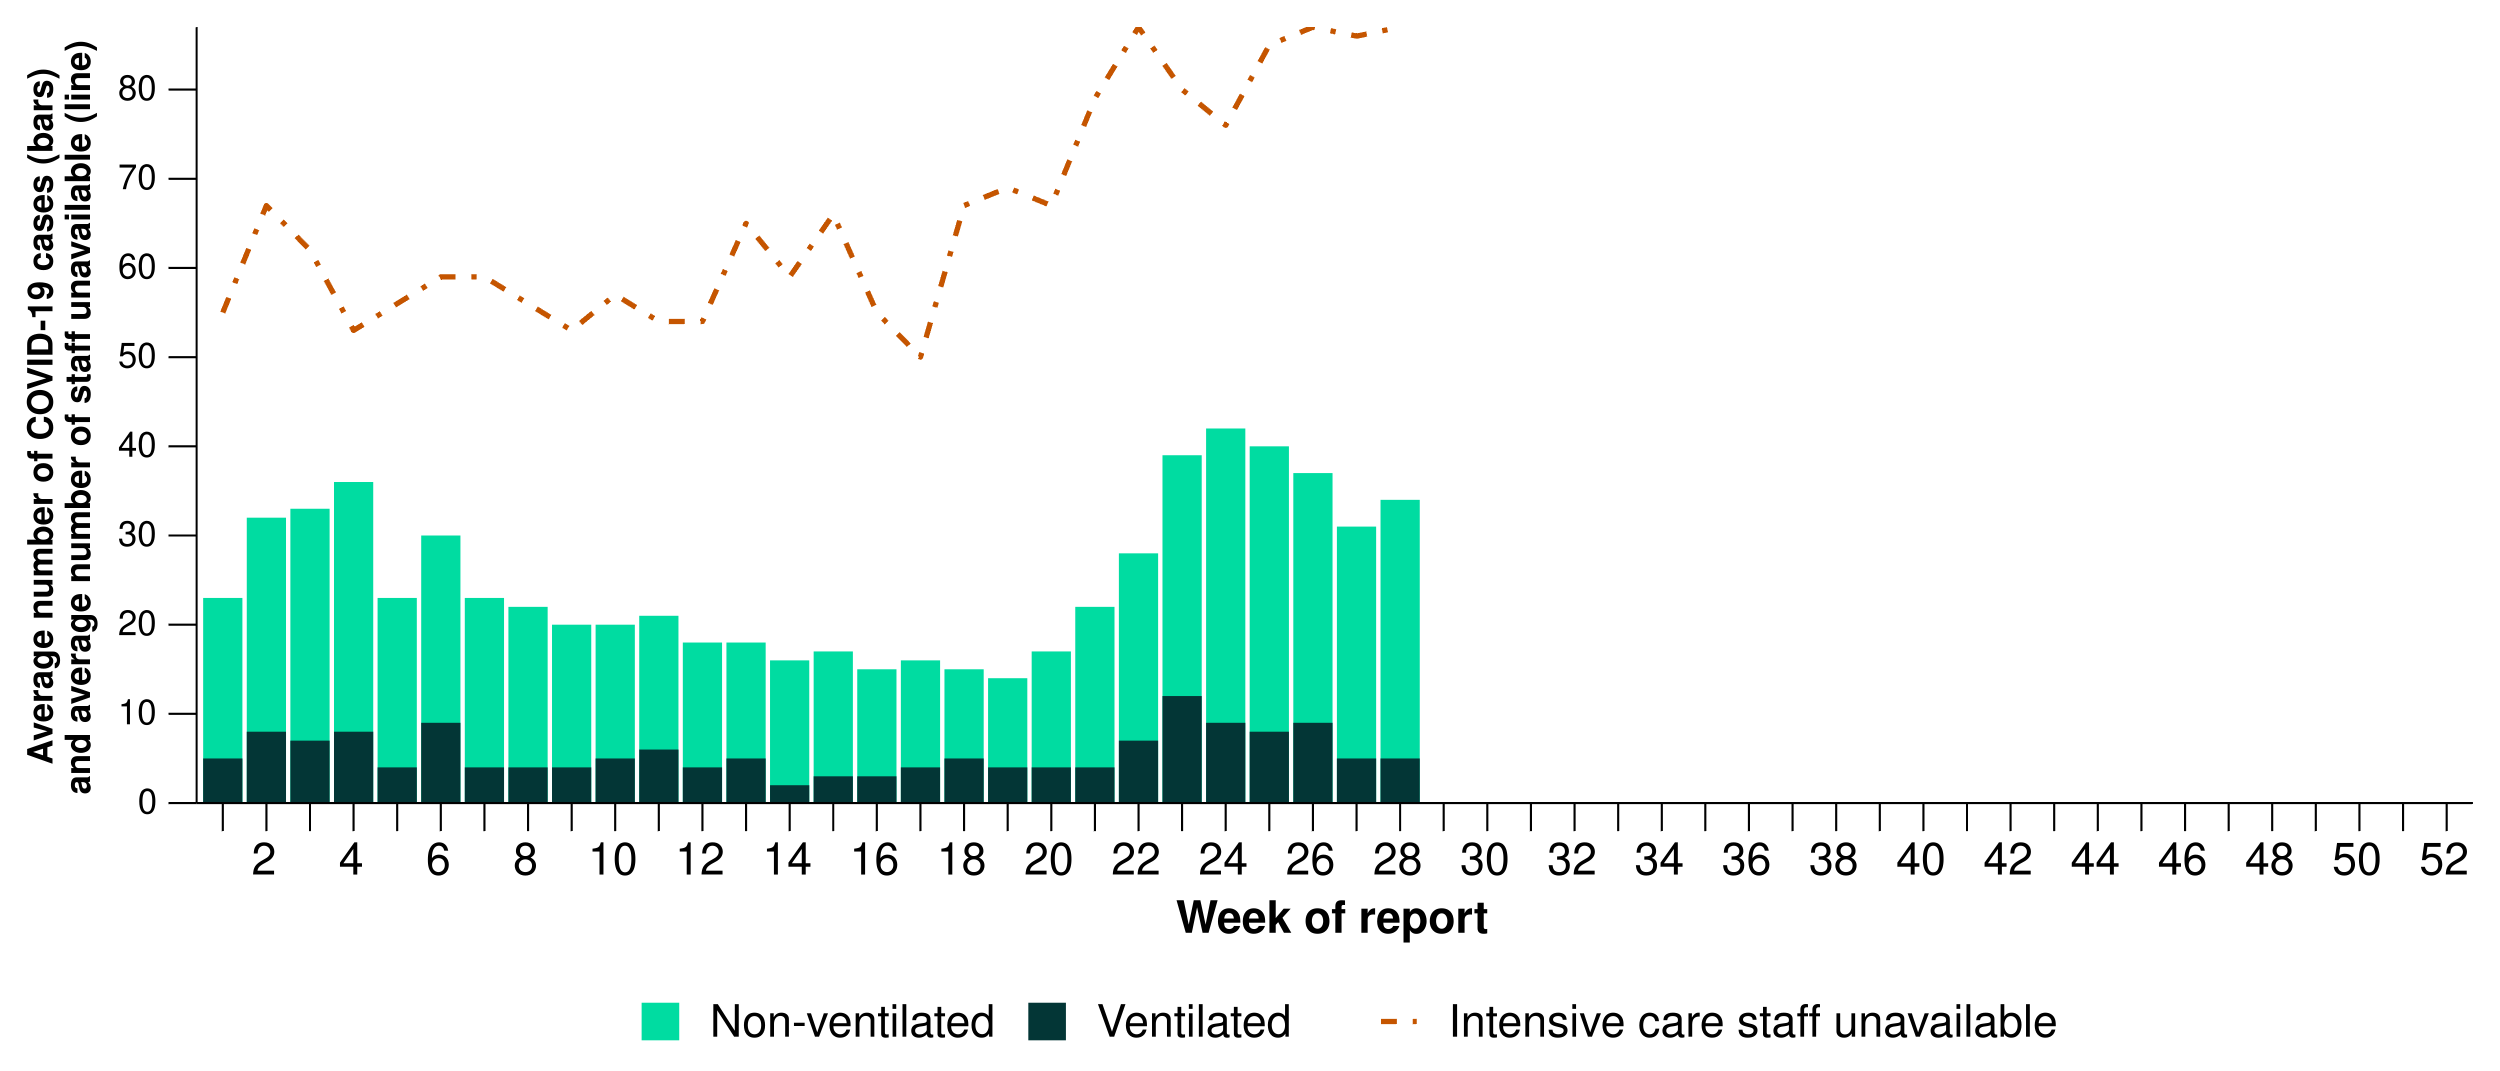 Average number of COVID-19 cases (bars)
and average number of staff unavailable (line)
80
70
60
50
40
30
20
10
0
2 4 6 8 10 12 14 16 18 20 22 24 26 28 30 32 34 36 38 40 42 44 46 48 50 52
Week of report
Non-ventilated Ventilated Intensive care staff unavailable